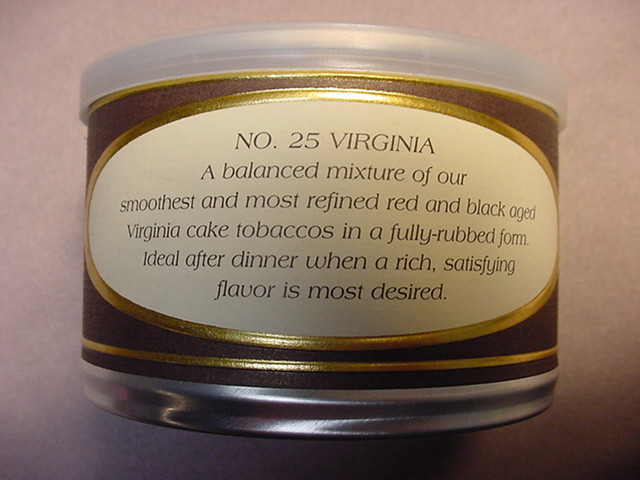 NO. 25 VIRGINIA
A balanced mixture of our
smoothest and most refined red and black aged
Virginia cake tobaccos in a fully-rubbed form.
Ideal after dinner when a rich, satisfying
flavor is most desired.